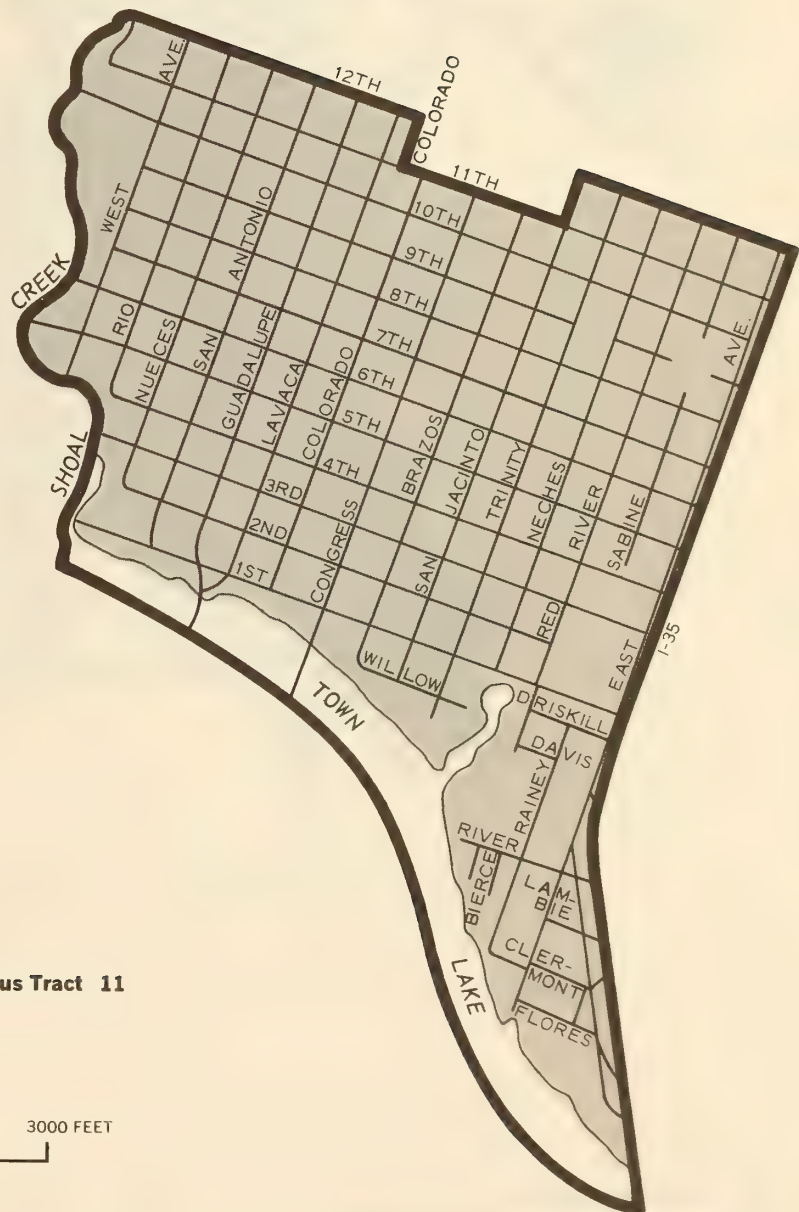 12TH
COLORADO
11TH
AVE.
10TH
9TH
8TH
7TH
6TH
5TH
4TH
3RD
2ND
1ST
WEST
RIO
NUECES
SAN
ANTONIO
GUADALUPE
LAVACA
COLORADO
CONGRESS
BRAZOS
SAN
JACINTO
TRINITY
NECHES
RED
RIVER
SABINE
EAST
AVE.
I-35
SHOAL
CREEK
WILLOW
TOWN
LAKE
DRISKILL
DAVIS
RAINEY
RIVER
BIERCE
LAM-
BIE
CLER-
MONT
FLORES
us Tract 11
3000 FEET